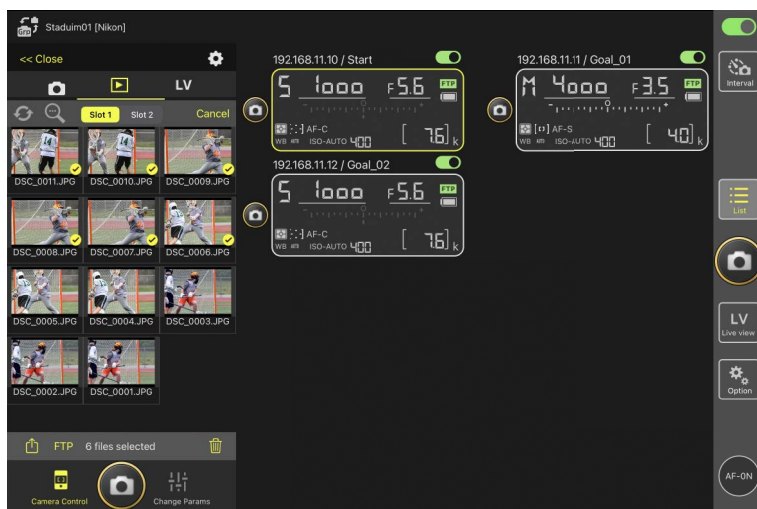 Grp Staduim01 [Nikon]
<< Close
LV
Slot 1 Slot 2 Cancel
DSC_0011.JPG DSC_0010.JPG DSC_0009.JPG
DSC_0008.JPG DSC_0007.JPG DSC_0006.JPG
DSC_0005.JPG DSC_0004.JPG DSC_0003.JPG
DSC_0002.JPG DSC_0001.JPG
FTP 6 files selected
Camera Control Change Params
192.168.11.10 / Start
S 1000 F5.6 FTP
AF-C
WB ISO-AUTO 400 [ 7.6] k
192.168.11.11 / Goal_01
M 4000 F3.5 FTP
AF-S
WB ISO-AUTO 400 [ 4.0] k
192.168.11.12 / Goal_02
S 1000 F5.6 FTP
AF-C
WB ISO-AUTO 400 [ 7.6] k
Interval
List
LV
Live view
Option
AF-ON